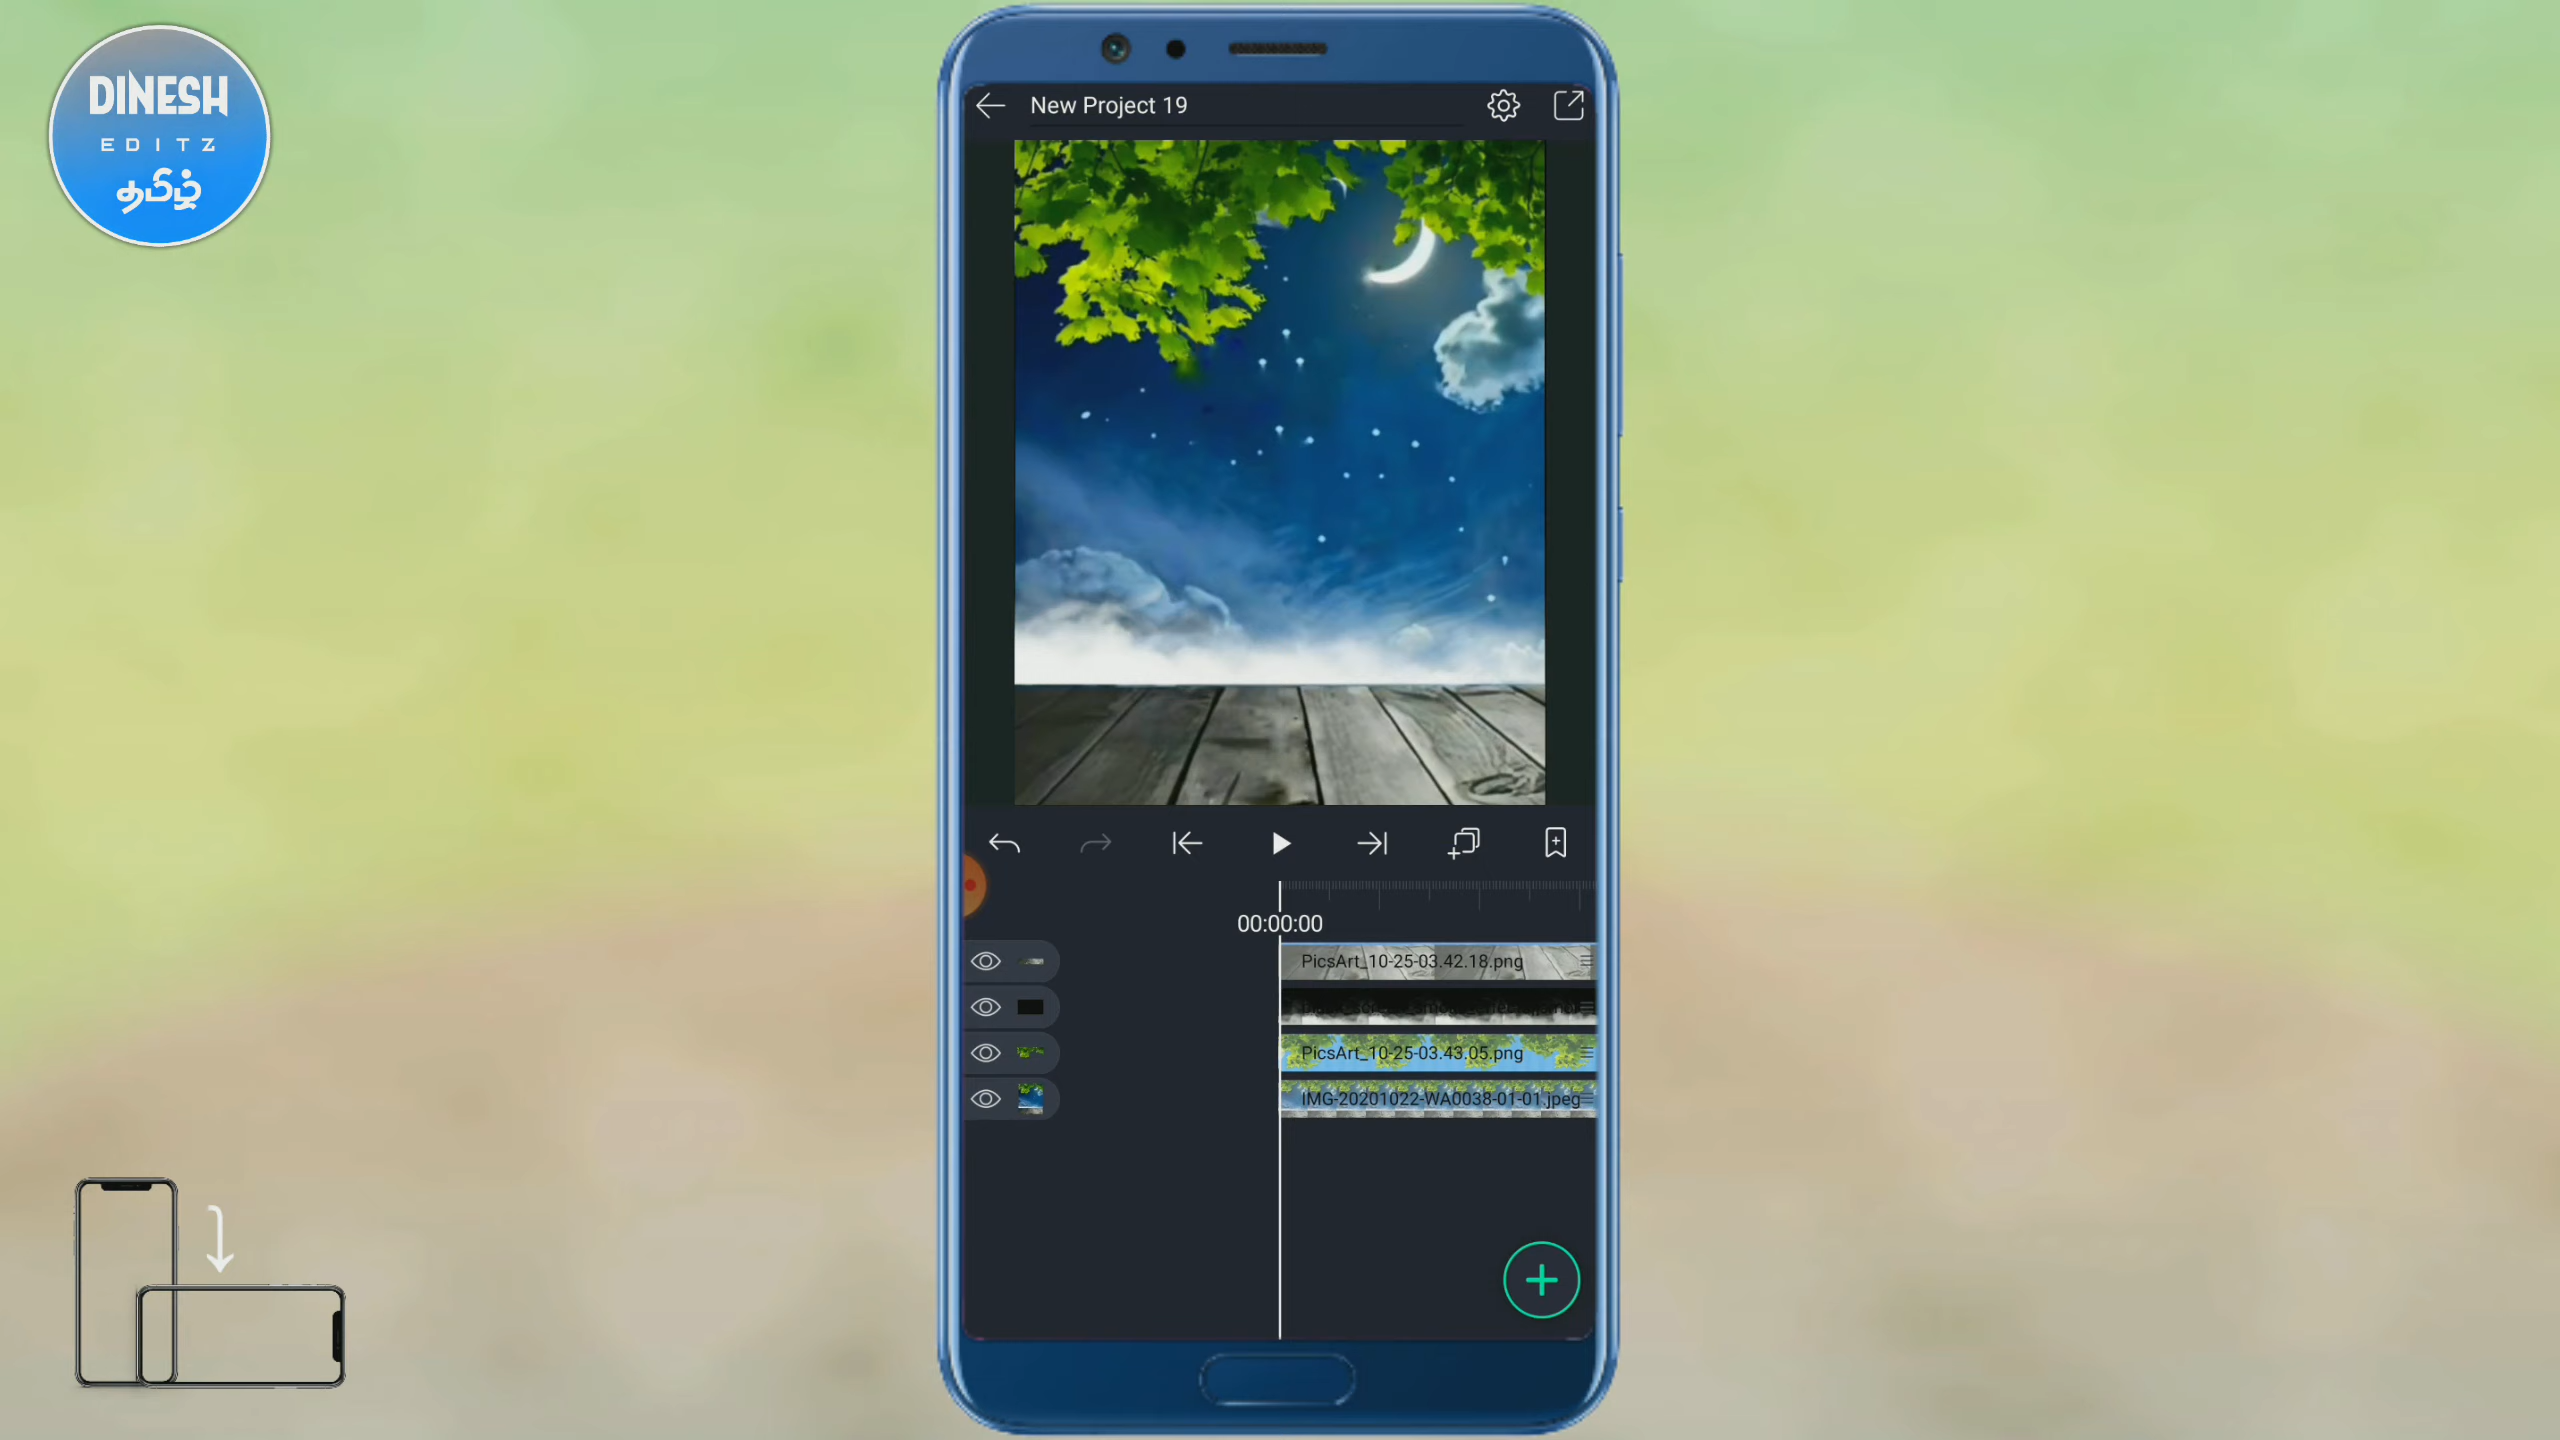 DINESH
EDITZ
தமிழ்
New Project 19
00:00:00
PicsArt_10-25-03.42.18.png
PicsArt_10-25-03.43.05.png
IMG-20201022-WA0038-01-01.jpeg